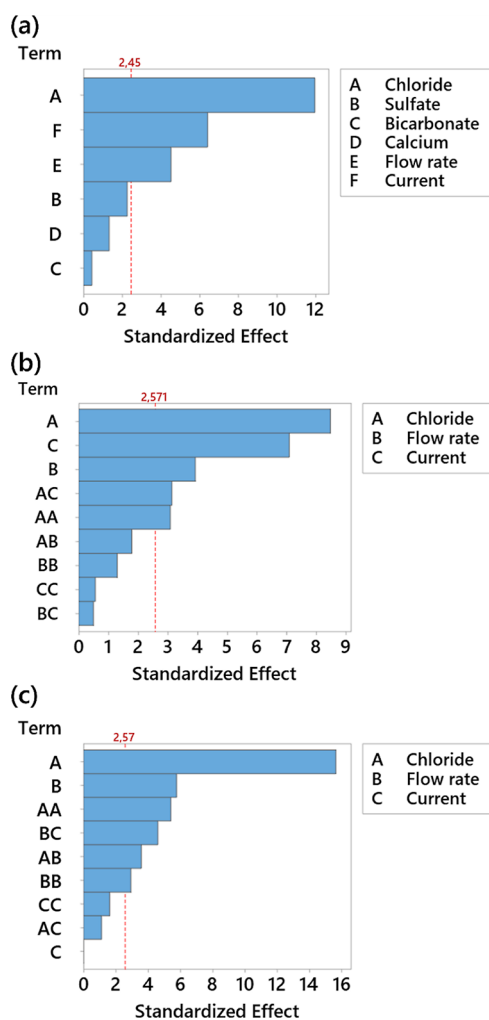 (a)
Term
2,45
A
F
E
B
D
C
0 2 4 6 8 10 12
Standardized Effect
A Chloride
B Sulfate
C Bicarbonate
D Calcium
E Flow rate
F Current
(b)
Term
2,571
A
C
B
AC
AA
AB
BB
CC
BC
0 1 2 3 4 5 6 7 8 9
Standardized Effect
A Chloride
B Flow rate
C Current
(c)
Term
2,57
A
B
AA
BC
AB
BB
CC
AC
C
0 2 4 6 8 10 12 14 16
Standardized Effect
A Chloride
B Flow rate
C Current